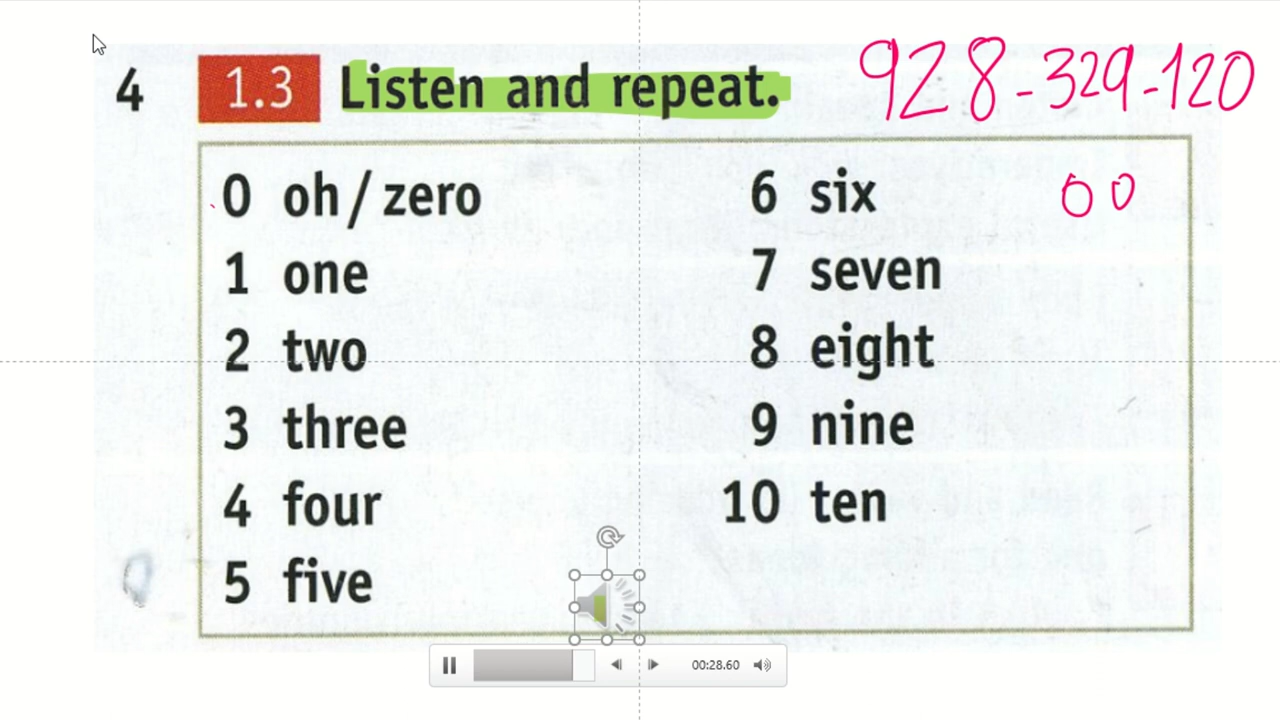 4 1.3 Listen and repeat. 928-329-120
0 oh / zero
1 one
2 two
3 three
4 four
5 five
6 six 00
7 seven
8 eight
9 nine
10 ten
00:28.60